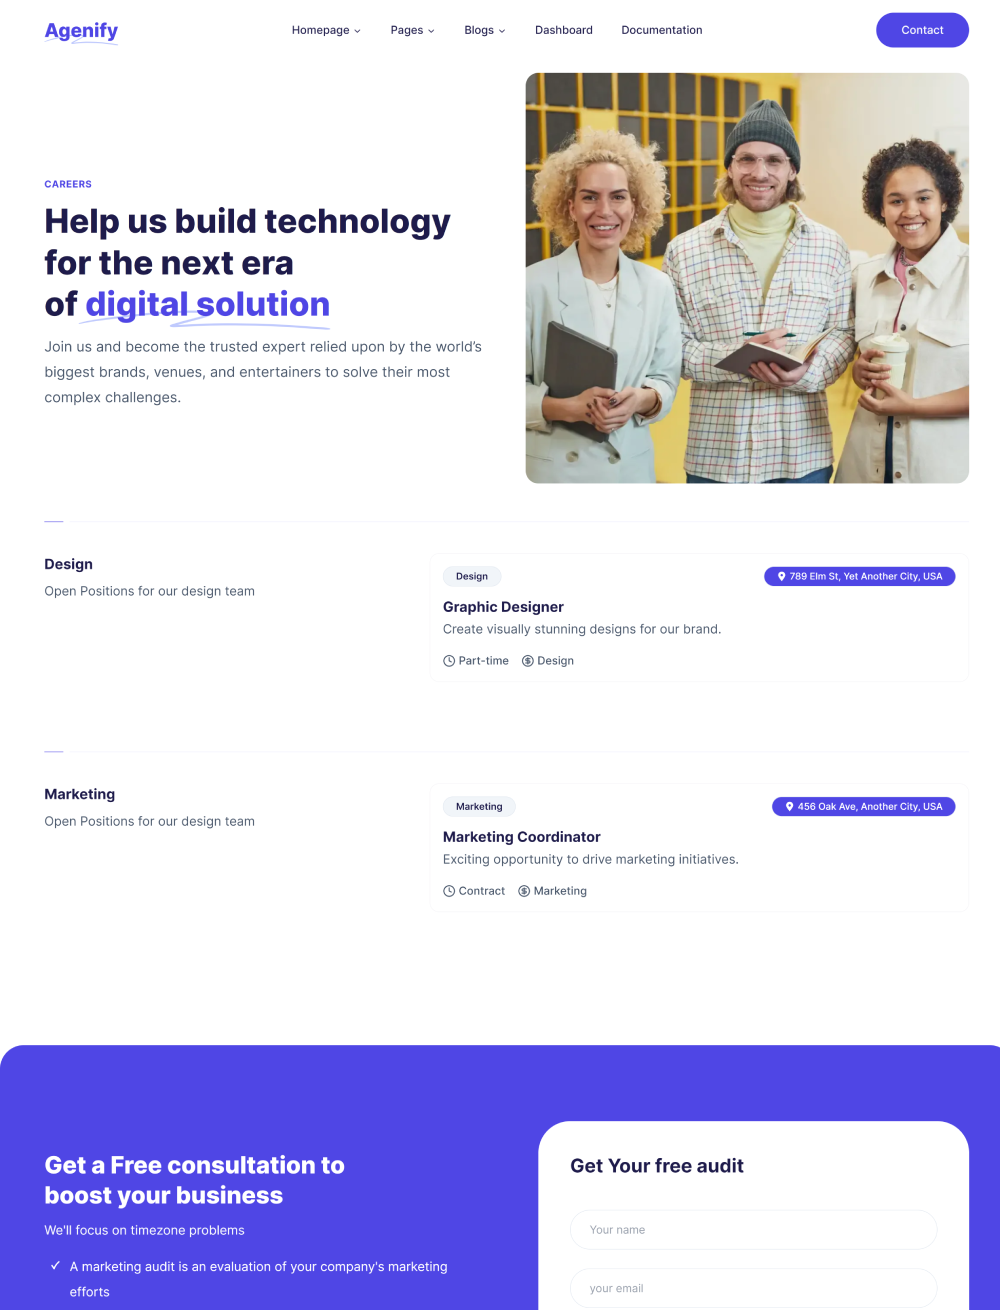 Agenify
Homepage
Pages
Blogs
Dashboard
Documentation
Contact
CAREERS
Help us build technology
for the next era
of digital solution
Join us and become the trusted expert relied upon by the world’s
biggest brands, venues, and entertainers to solve their most
complex challenges.
Design
Open Positions for our design team
Design
789 Elm St, Yet Another City, USA
Graphic Designer
Create visually stunning designs for our brand.
Part-time
Design
Marketing
Open Positions for our design team
Marketing
456 Oak Ave, Another City, USA
Marketing Coordinator
Exciting opportunity to drive marketing initiatives.
Contract
Marketing
Get a Free consultation to
boost your business
We'll focus on timezone problems
A marketing audit is an evaluation of your company's marketing
efforts
Get Your free audit
Your name
your email